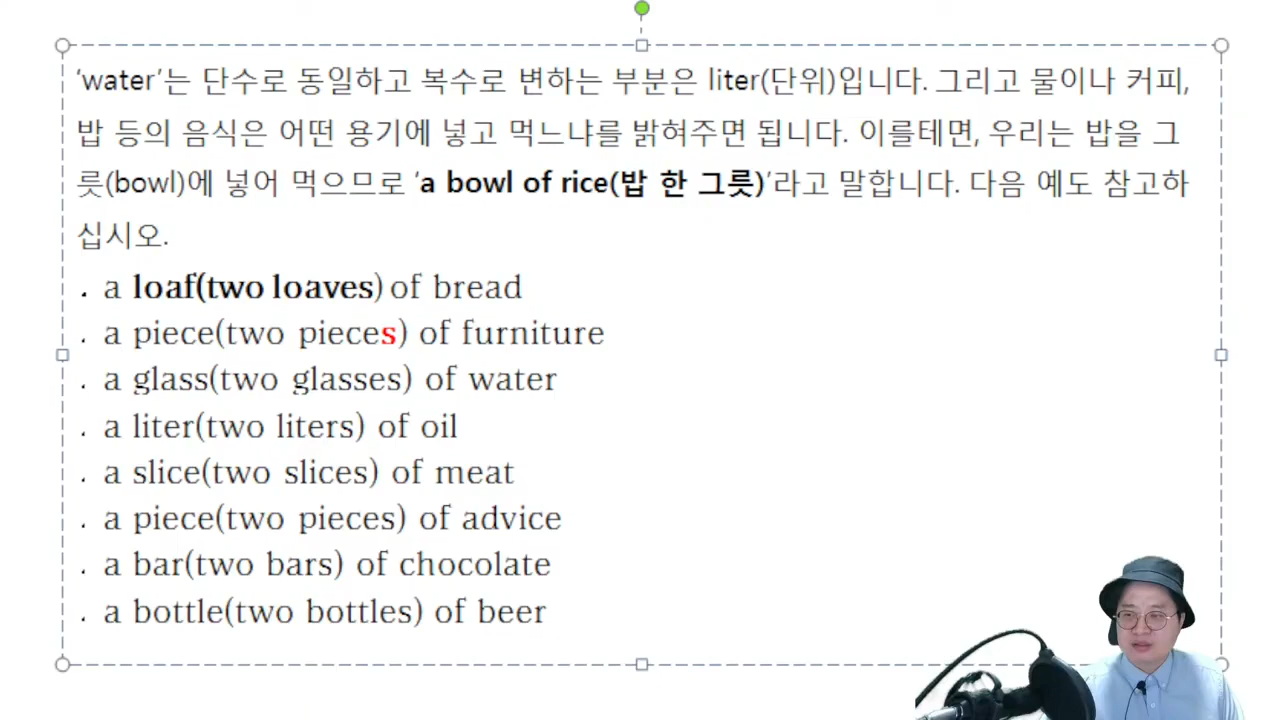 ‘water’는 단수로 동일하고 복수로 변하는 부분은 liter(단위)입니다. 그리고 물이나 커피,
밥 등의 음식은 어떤 용기에 넣고 먹느냐를 밝혀주면 됩니다. 이를테면, 우리는 밥을 그
릇(bowl)에 넣어 먹으므로 ‘a bowl of rice(밥 한 그릇)’라고 말합니다. 다음 예도 참고하
십시오.
. a loaf(two loaves) of bread
. a piece(two pieces) of furniture
. a glass(two glasses) of water
. a liter(two liters) of oil
. a slice(two slices) of meat
. a piece(two pieces) of advice
. a bar(two bars) of chocolate
. a bottle(two bottles) of beer